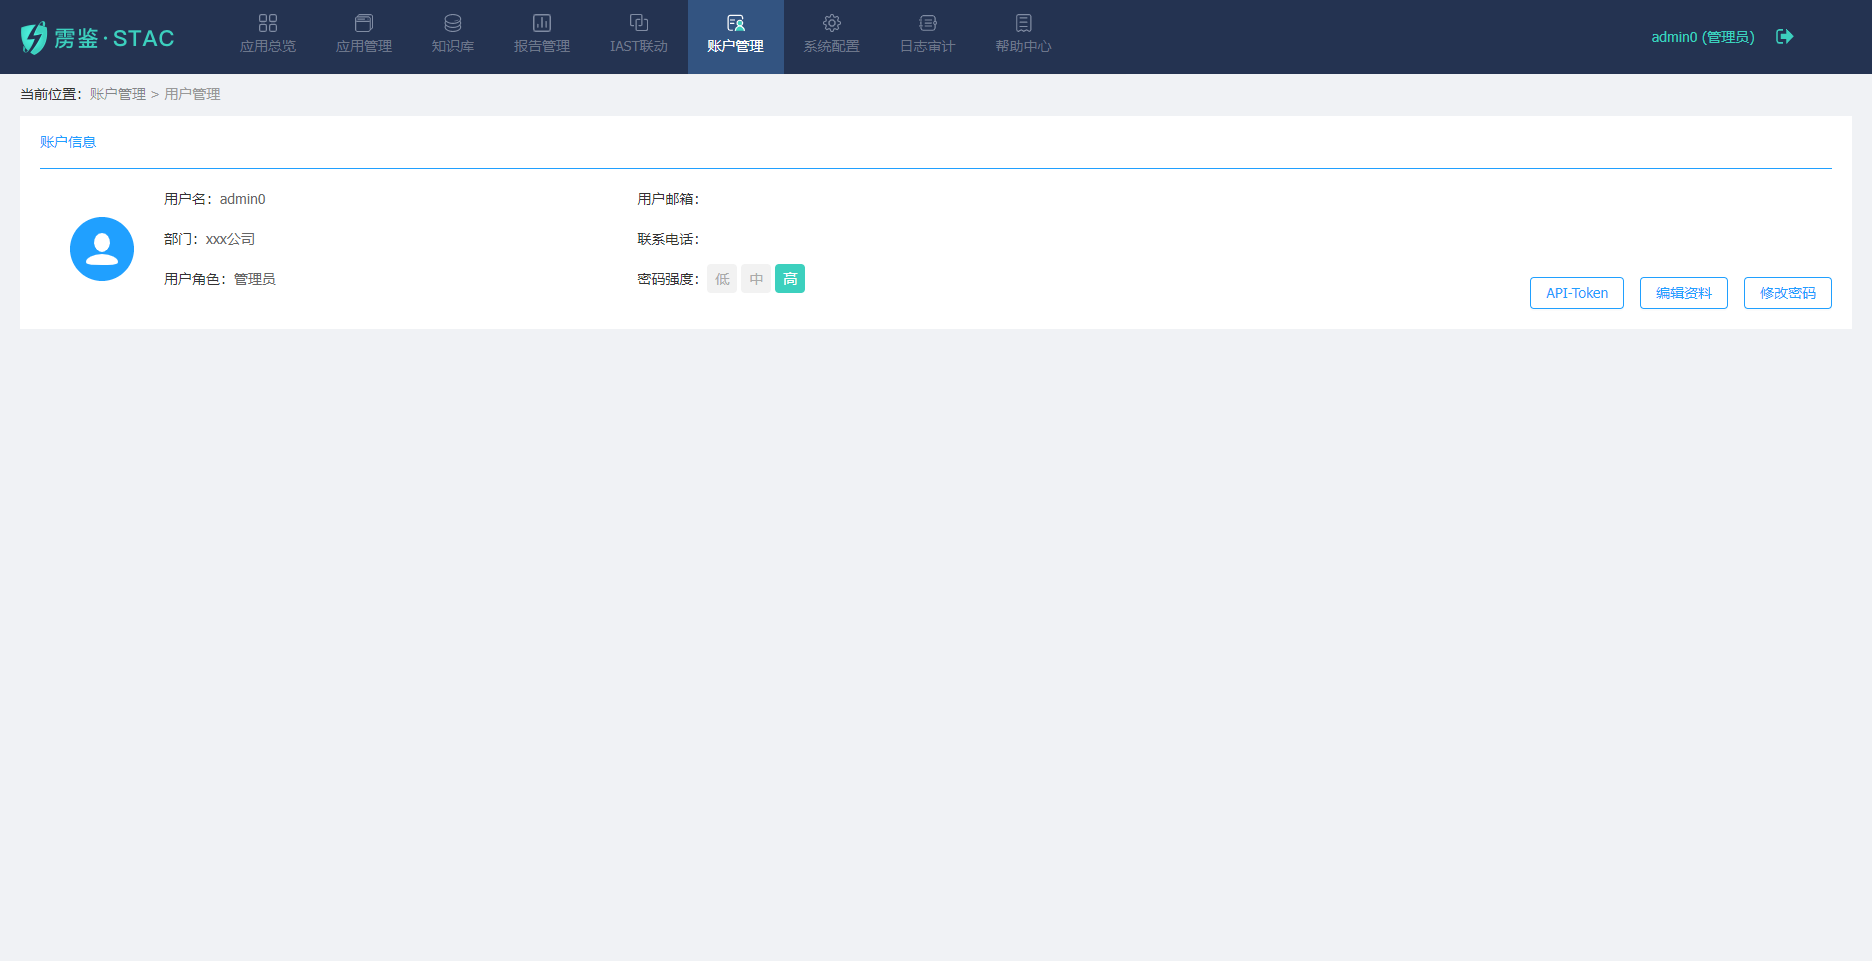 雳鉴·STAC
应用总览
应用管理
知识库
报告管理
IAST联动
账户管理
系统配置
日志审计
帮助中心
admin0 (管理员)
当前位置：账户管理 > 用户管理
账户信息
用户名：admin0
用户邮箱：
部门：xxx公司
联系电话：
用户角色：管理员
密码强度：低 中 高
API-Token
编辑资料
修改密码